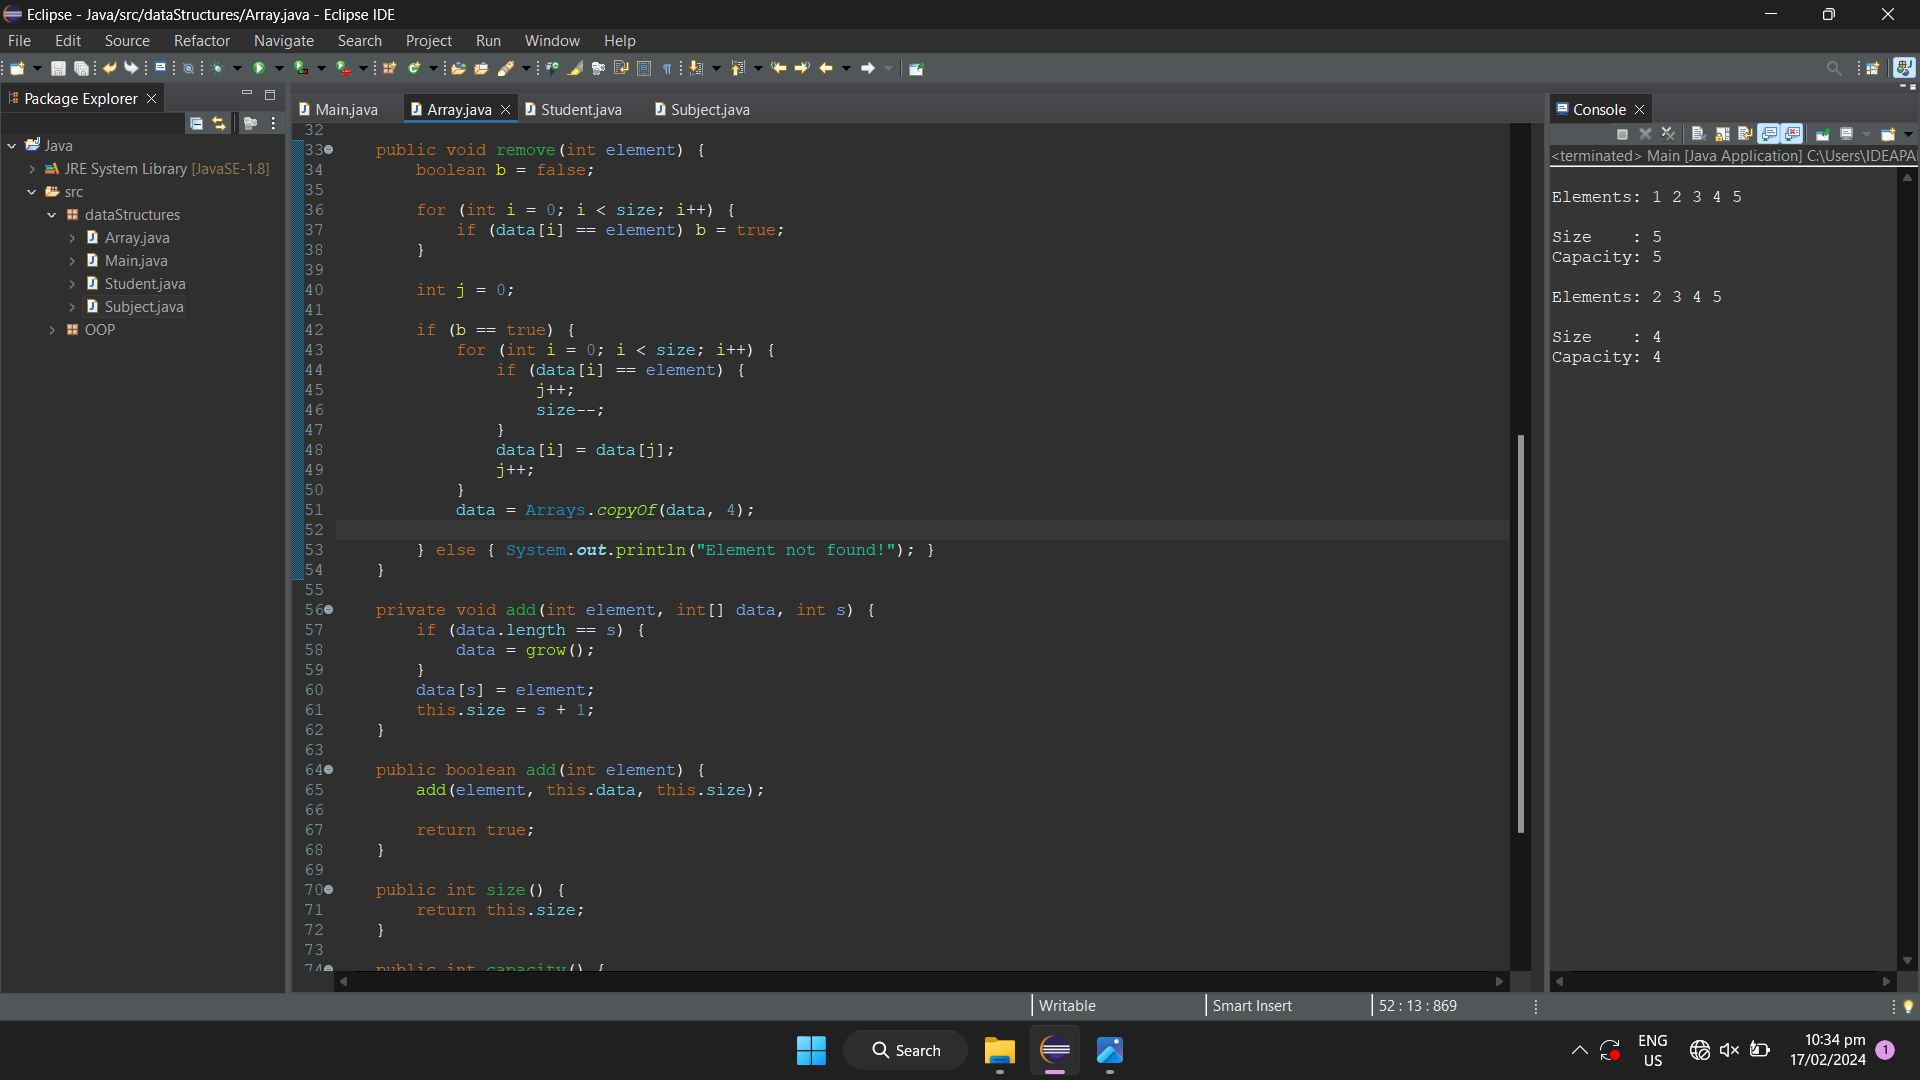 Eclipse - Java/src/dataStructures/Array.java - Eclipse IDE
File Edit Source Refactor Navigate Search Project Run Window Help
Package Explorer
Java
JRE System Library [JavaSE-1.8]
src
dataStructures
Array.java
Main.java
Student.java
Subject.java
OOP
Main.java Array.java Student.java Subject.java
32
33 public void remove(int element) {
34 boolean b = false;
35
36 for (int i = 0; i < size; i++) {
37 if (data[i] == element) b = true;
38 }
39
40 int j = 0;
41
42 if (b == true) {
43 for (int i = 0; i < size; i++) {
44 if (data[i] == element) {
45 j++;
46 size--;
47 }
48 data[i] = data[j];
49 j++;
50 }
51 data = Arrays.copyOf(data, 4);
52
53 } else { System.out.println("Element not found!"); }
54 }
55
56 private void add(int element, int[] data, int s) {
57 if (data.length == s) {
58 data = grow();
59 }
60 data[s] = element;
61 this.size = s + 1;
62 }
63
64 public boolean add(int element) {
65 add(element, this.data, this.size);
66
67 return true;
68 }
69
70 public int size() {
71 return this.size;
72 }
73
74 public int capacity() {
Console
<terminated> Main [Java Application] C:\Users\IDEAPA
Elements: 1 2 3 4 5
Size : 5
Capacity: 5
Elements: 2 3 4 5
Size : 4
Capacity: 4
Writable Smart Insert 52 : 13 : 869
Search
ENG
US
10:34 pm
17/02/2024
1